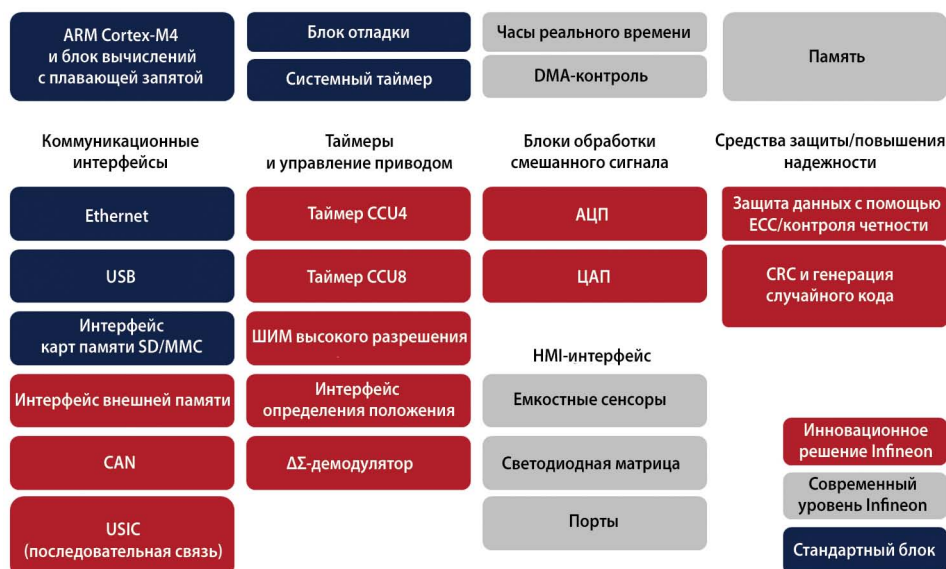 ARM Cortex-M4
и блок вычислений
с плавающей запятой
Блок отладки
Системный таймер
Часы реального времени
DMA-контроль
Память
Коммуникационные
интерфейсы
Ethernet
USB
Интерфейс
карт памяти SD/MMC
Интерфейс внешней памяти
CAN
USIC
(последовательная связь)
Таймеры
и управление приводом
Таймер CCU4
Таймер CCU8
ШИМ высокого разрешения
Интерфейс
определения положения
ΔΣ-демодулятор
Блоки обработки
смешанного сигнала
АЦП
ЦАП
HMI-интерфейс
Емкостные сенсоры
Светодиодная матрица
Порты
Средства защиты/повышения
надежности
Защита данных с помощью
ECC/контроля четности
CRC и генерация
случайного кода
Инновационное
решение Infineon
Современный
уровень Infineon
Стандартный блок